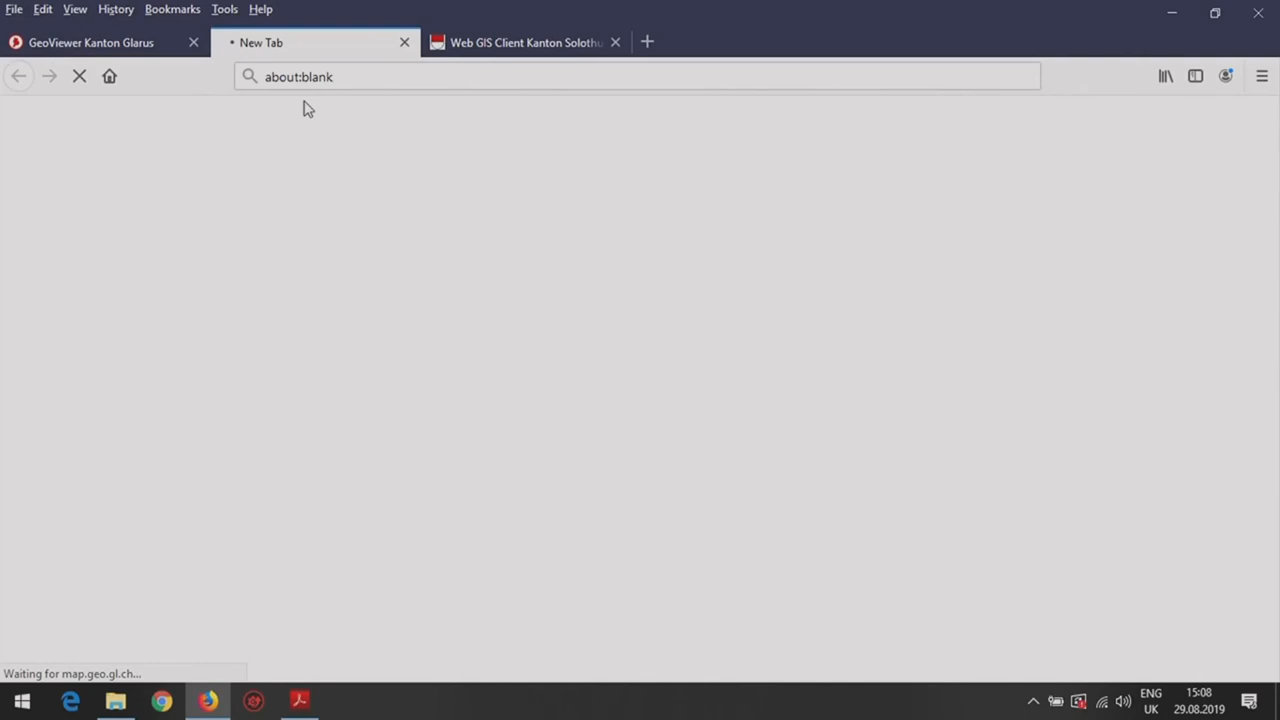 File Edit View History Bookmarks Tools Help
GeoViewer Kanton Glarus
New Tab
Web GIS Client Kanton Solothu
about:blank
Waiting for map.geo.gl.ch...
ENG 15:08
UK 29.08.2019